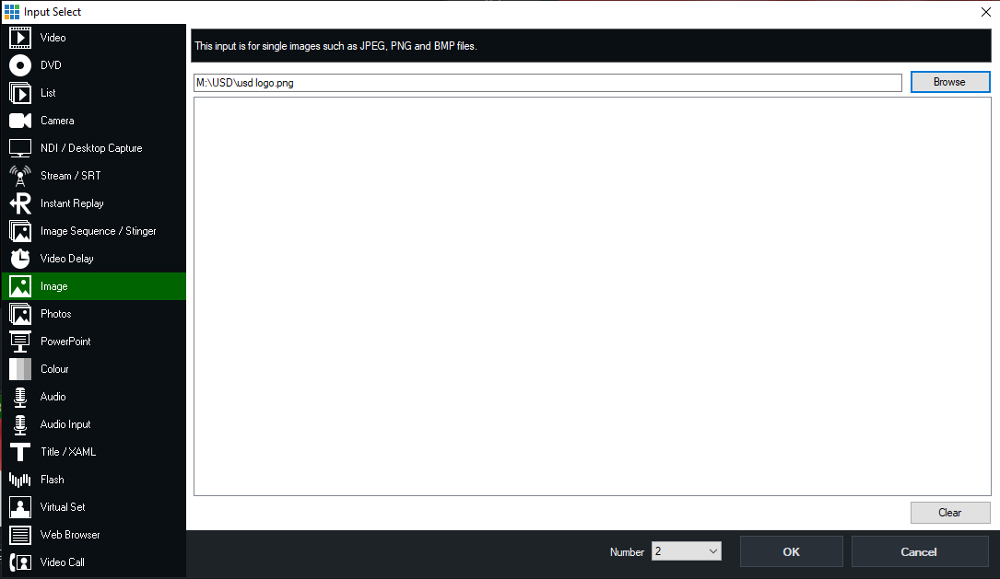 Input Select
Video
DVD
List
Camera
NDI / Desktop Capture
Stream / SRT
Instant Replay
Image Sequence / Stinger
Video Delay
Image
Photos
PowerPoint
Colour
Audio
Audio Input
Title / XAML
Flash
Virtual Set
Web Browser
Video Call
This input is for single images such as JPEG, PNG and BMP files.
M:\USD\usd logo.png
Browse
Clear
Number 2
OK
Cancel